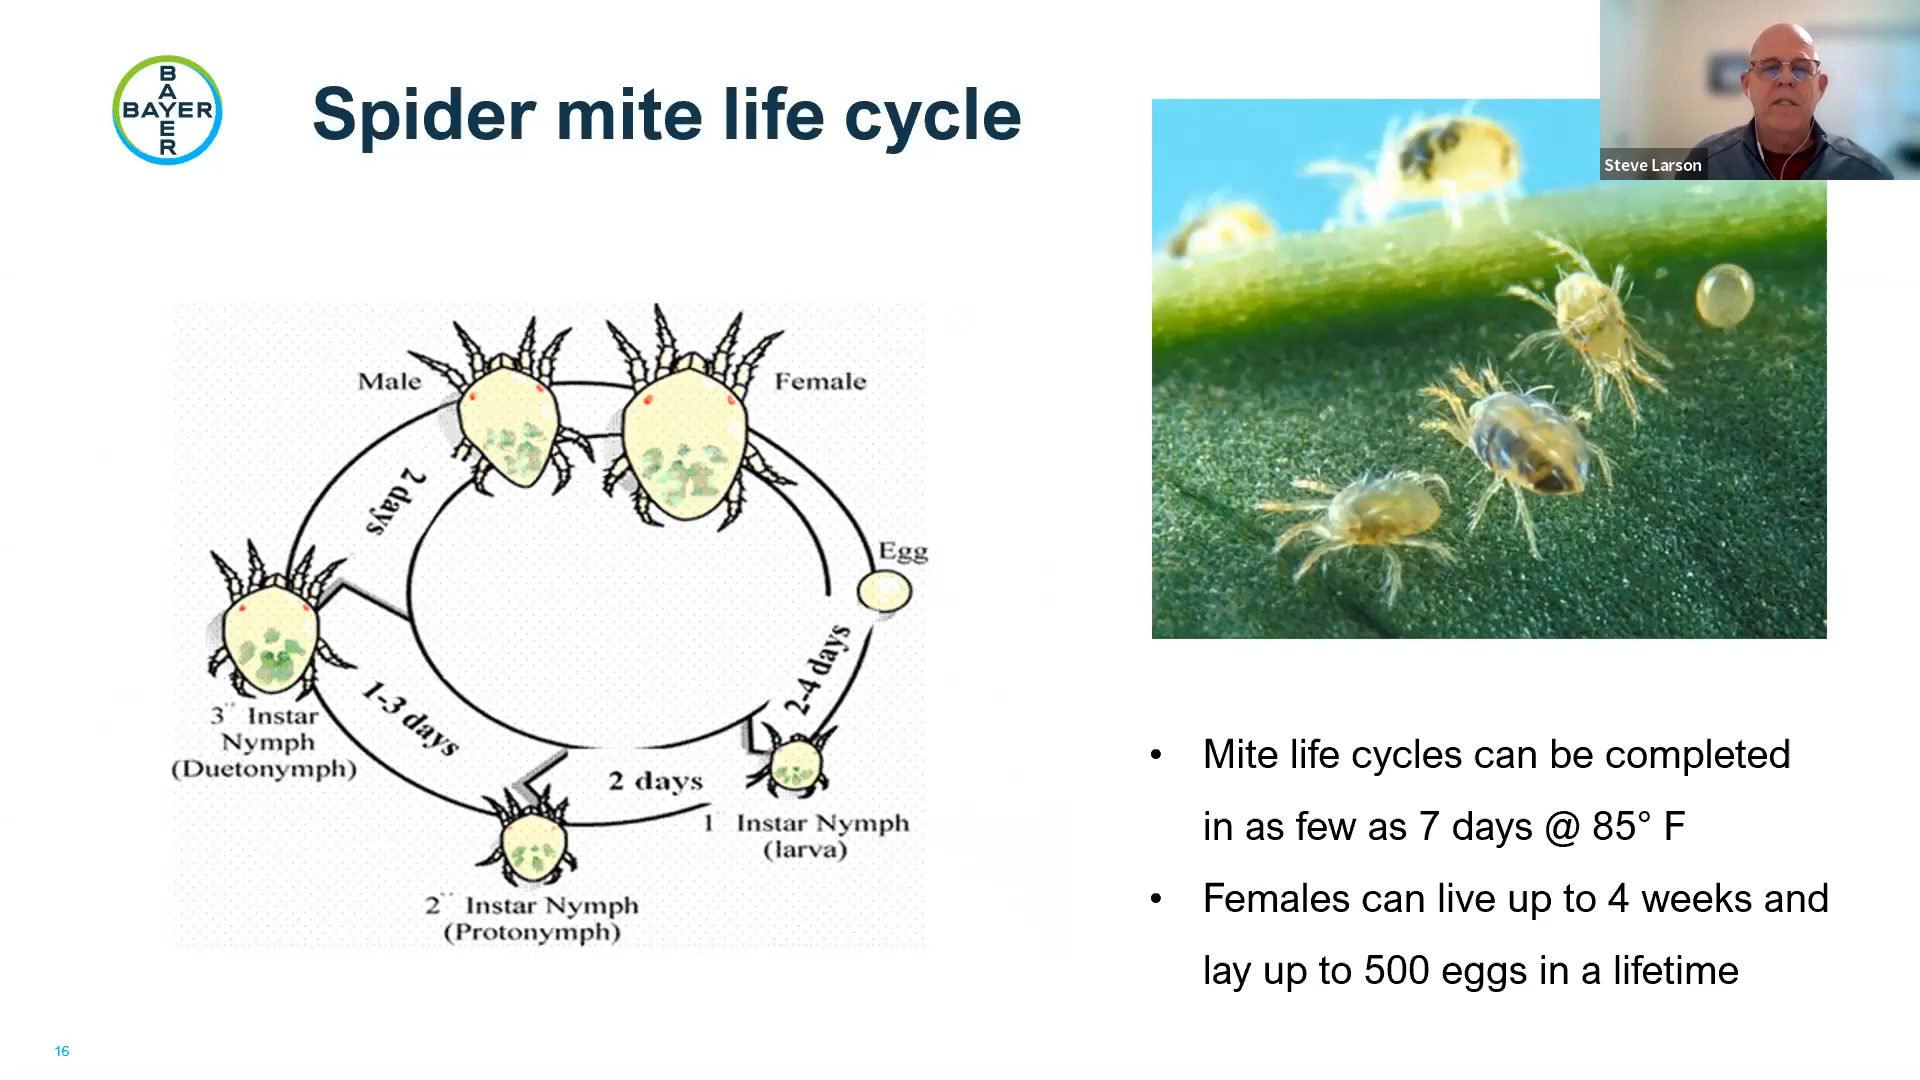 BAYER
BAYER
Spider mite life cycle
Steve Larson
Male
Female
2 days
Egg
2-4 days
1-3 days
3 Instar
Nymph
(Duetonymph)
2 days
1 Instar Nymph
(larva)
2 Instar Nymph
(Protonymph)
• Mite life cycles can be completed
in as few as 7 days @ 85° F
• Females can live up to 4 weeks and
lay up to 500 eggs in a lifetime
16